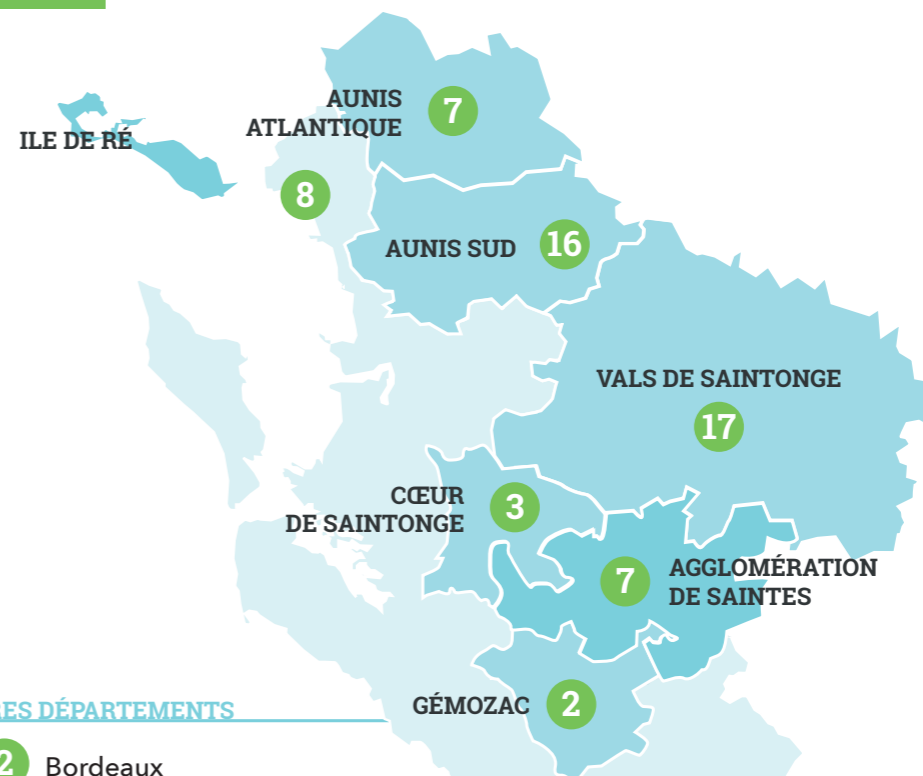 AUNIS
ATLANTIQUE
7
ILE DE RÉ
8
AUNIS SUD
16
VALS DE SAINTONGE
17
CŒUR
DE SAINTONGE
3
7
AGGLOMÉRATION
DE SAINTES
GÉMOZAC
2
RES DÉPARTEMENTS
2
Bordeaux